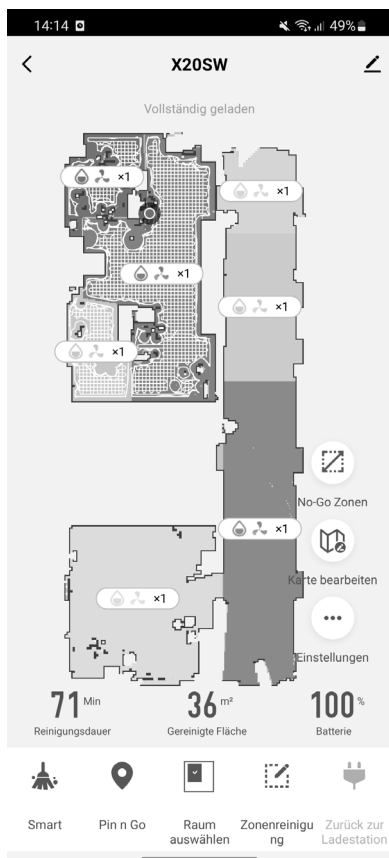 14:14 49%
X20SW
Vollständig geladen
×1
×1
×1
×1
×1
×1
×1
No-Go Zonen
Karte bearbeiten
Einstellungen
71 Min 36 m² 100 %
Reinigungsdauer Gereinigte Fläche Batterie
Smart Pin n Go Raum Zonenreinigu Zurück zur
auswählen ng Ladestation